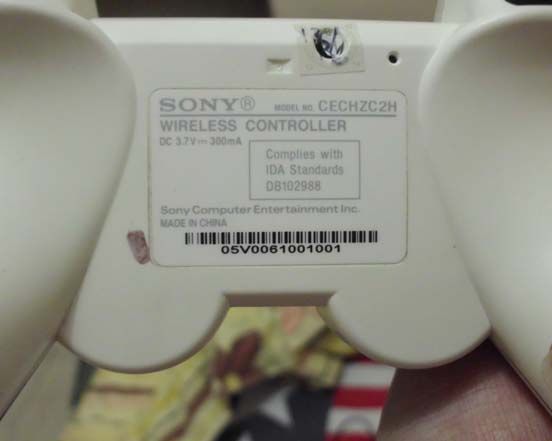 SONY® MODEL NO. CECHZC2H
WIRELESS CONTROLLER
DC 3.7V⎓300mA
Complies with
IDA Standards
DB102988
Sony Computer Entertainment Inc.
MADE IN CHINA
05V0061001001